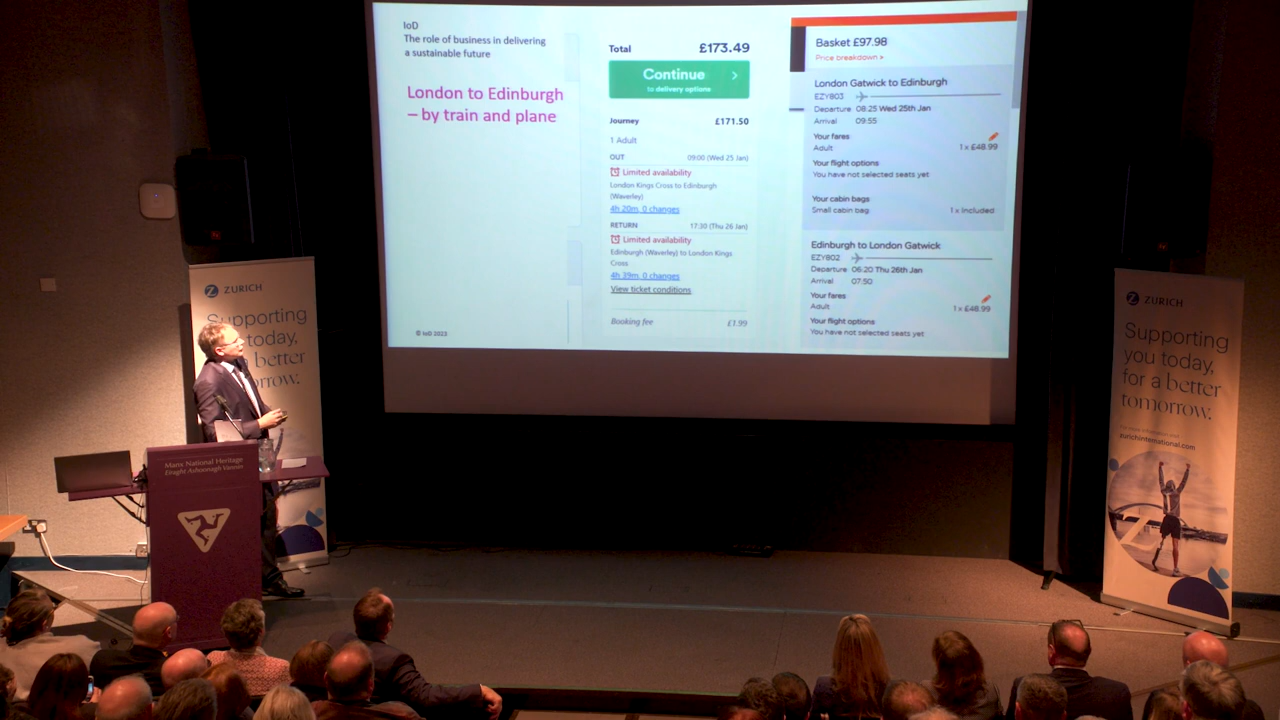 IoD
The role of business in delivering
a sustainable future
London to Edinburgh
– by train and plane
© IoD 2023
Total £173.49
Continue >
to delivery options
Journey £171.50
1 Adult
OUT 09:00 (Wed 25 Jan)
Limited availability
London Kings Cross to Edinburgh
(Waverley)
4h 20m, 0 changes
RETURN 17:30 (Thu 26 Jan)
Limited availability
Edinburgh (Waverley) to London Kings
Cross
4h 39m, 0 changes
View ticket conditions
Booking fee £1.99
Basket £97.98
Price breakdown >
London Gatwick to Edinburgh
EZY803
Departure 08:25 Wed 25th Jan
Arrival 09:55
Your fares
Adult 1 x £48.99
Your flight options
You have not selected seats yet
Your cabin bags
Small cabin bag 1 x Included
Edinburgh to London Gatwick
EZY802
Departure 06:20 Thu 26th Jan
Arrival 07:50
Your fares
Adult 1 x £48.99
Your flight options
You have not selected seats yet
Z ZURICH
Supporting
today,
better
Manx National Heritage
Eiraght Ashoonagh Vannin
Z ZURICH
Supporting
you today,
for a better
tomorrow.
For more information visit
zurichinternational.com